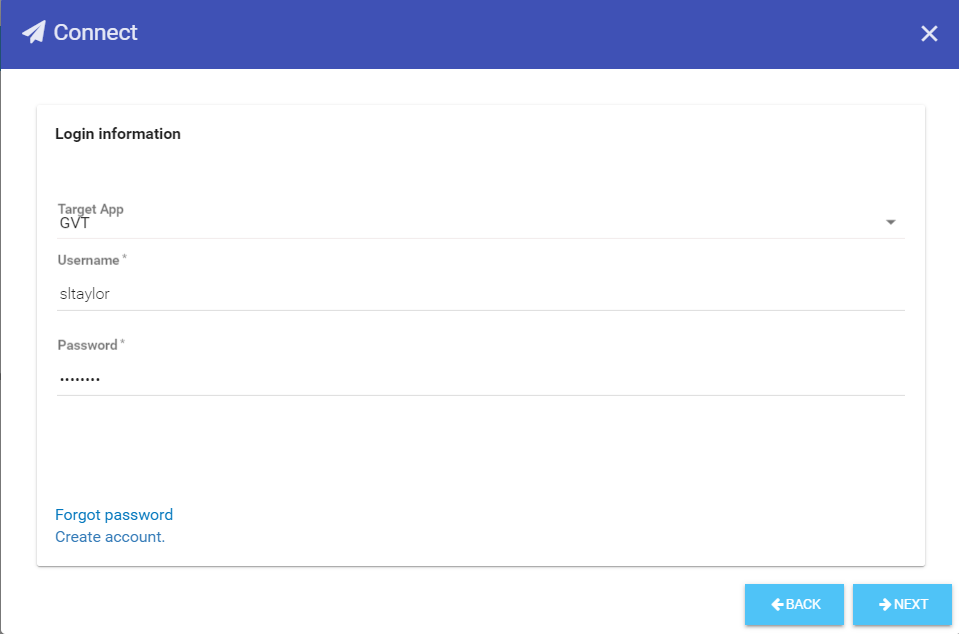 Connect
Login information
Target App
GVT
Username *
sltaylor
Password *
••••••••
Forgot password
Create account.
BACK NEXT